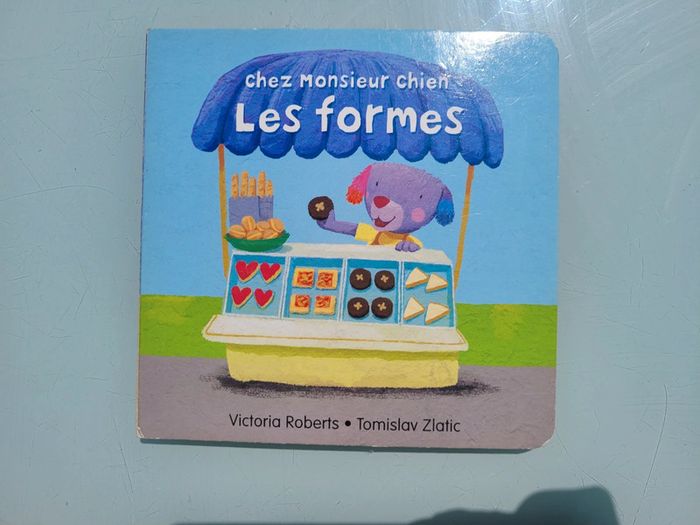 Chez Monsieur Chien
Les formes
Victoria Roberts • Tomislav Zlatic